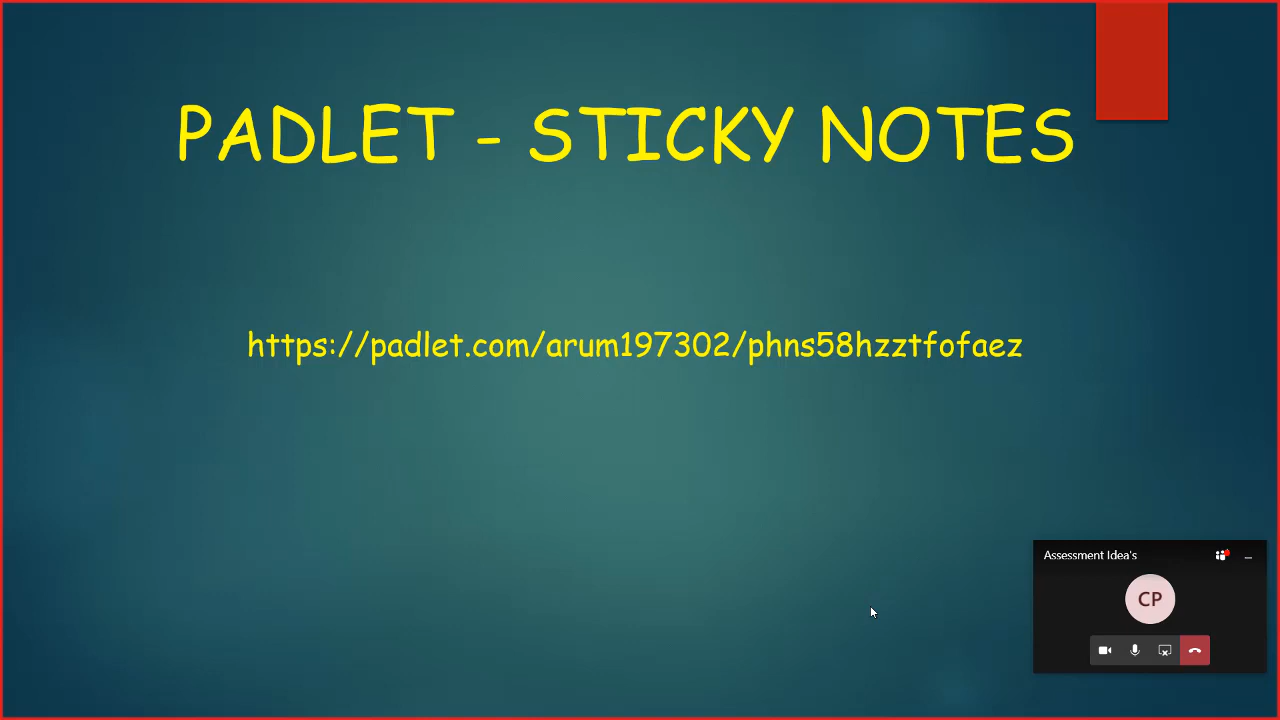 PADLET - STICKY NOTES
https://padlet.com/arum197302/phns58hzztfofaez
Assessment Idea's
CP